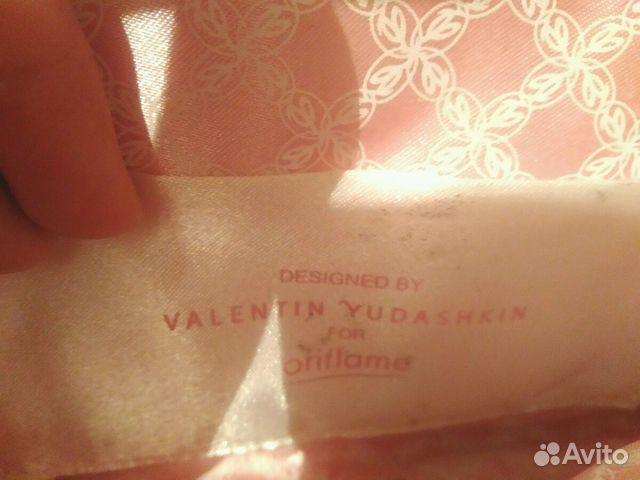 DESIGNED BY
VALENTIN YUDASHKIN
FOR
oriflame
Avito